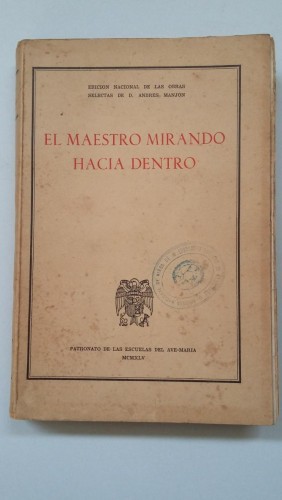 EDICION NACIONAL DE LAS OBRAS
SELECTAS DE D. ANDRES MANJON
EL MAESTRO MIRANDO
HACIA DENTRO
PATRONATO DE LAS ESCUELAS DEL AVE-MARIA
MCMXLV